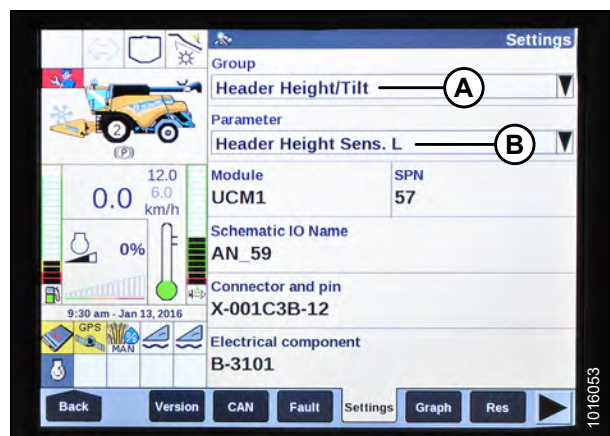 Settings
Group
Header Height/Tilt
A
Parameter
Header Height Sens. L
B
Module
UCM1
SPN
57
Schematic IO Name
AN_59
Connector and pin
X-001C3B-12
Electrical component
B-3101
2
(P)
12.0
0.0
6.0
km/h
0%
9:30 am - Jan 13, 2016
GPS
MAN
Back
Version
CAN
Fault
Settings
Graph
Res
1016053